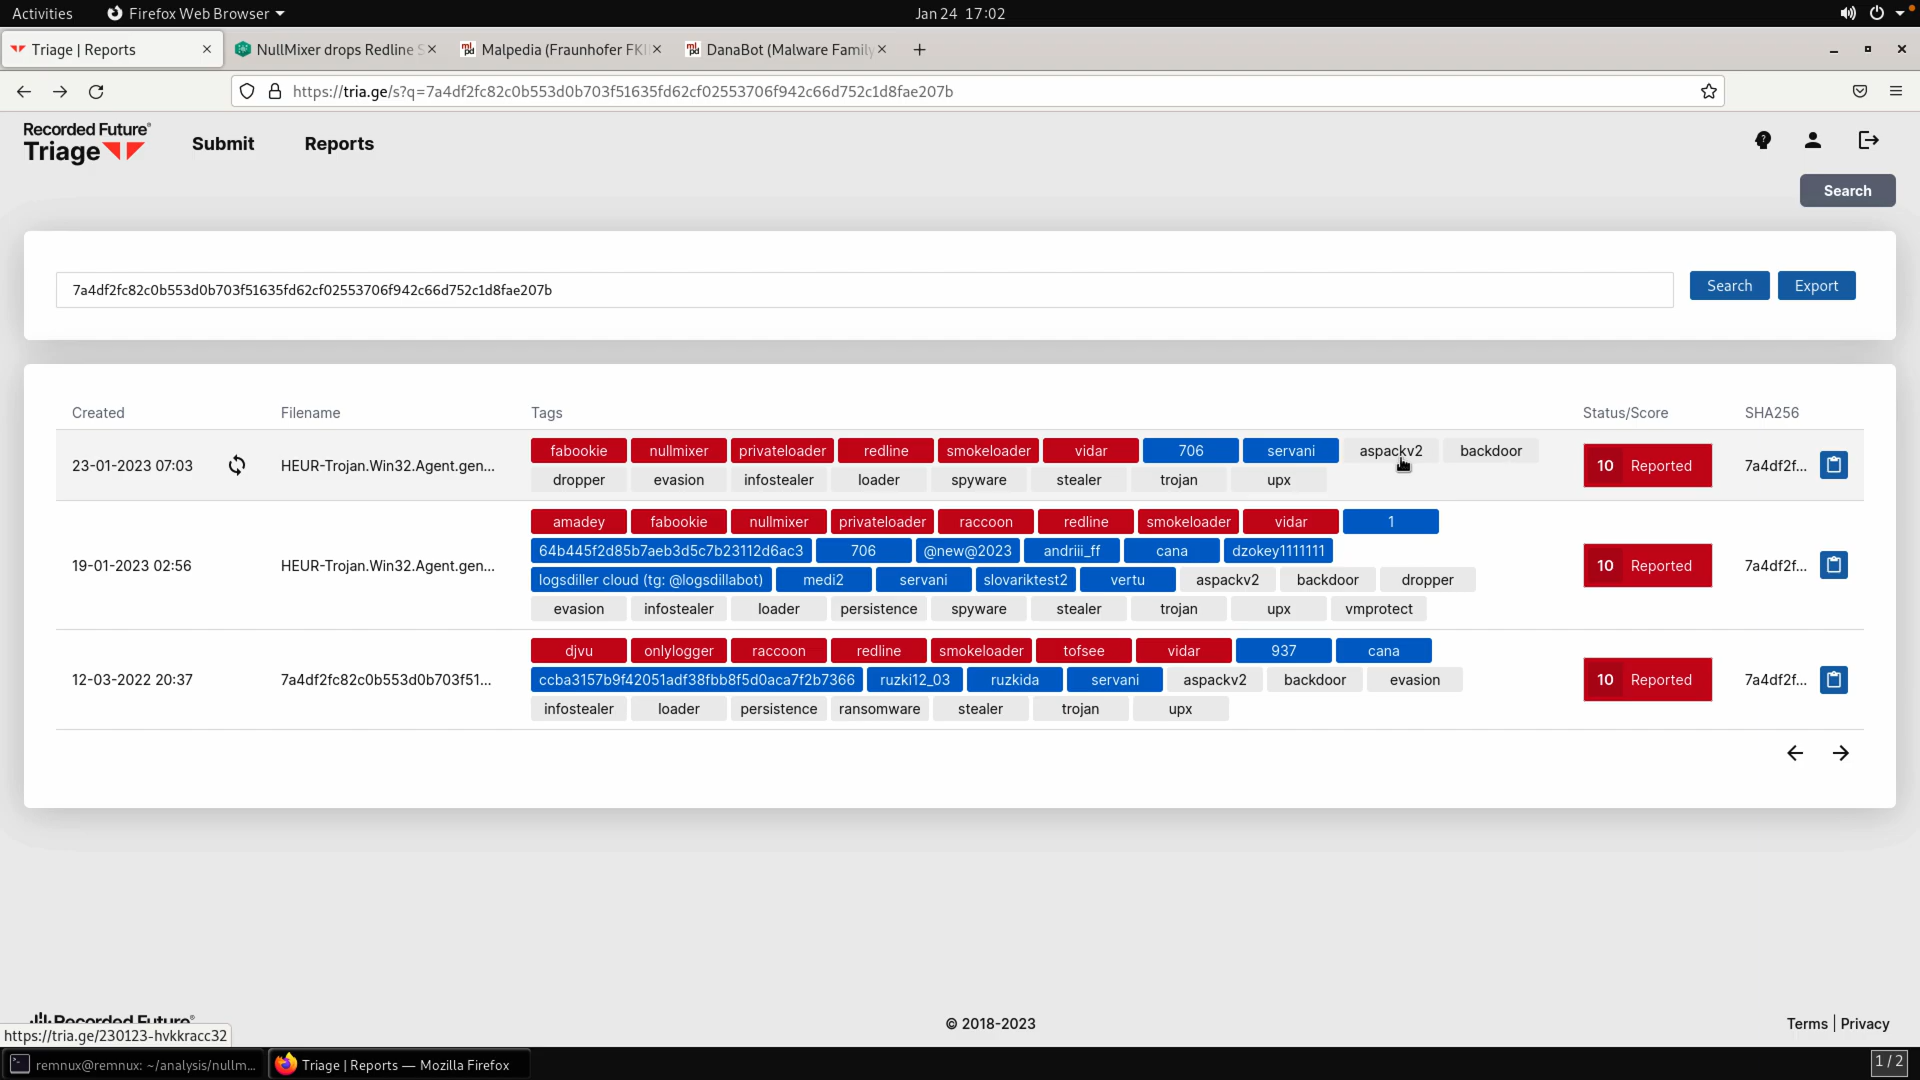 Activities Firefox Web Browser Jan 24 17:02
Triage | Reports NullMixer drops Redline S Malpedia (Fraunhofer FKI DanaBot (Malware Family
https://tria.ge/s?q=7a4df2fc82c0b553d0b703f51635fd62cf02553706f942c66d752c1d8fae207b
Recorded Future®
Triage Submit Reports
Search
7a4df2fc82c0b553d0b703f51635fd62cf02553706f942c66d752c1d8fae207b Search Export
Created Filename Tags Status/Score SHA256
fabookie nullmixer privateloader redline smokeloader vidar 706 servani aspackv2 backdoor
23-01-2023 07:03 HEUR-Trojan.Win32.Agent.gen... 10 Reported 7a4df2f...
dropper evasion infostealer loader spyware stealer trojan upx
amadey fabookie nullmixer privateloader raccoon redline smokeloader vidar 1
64b445f2d85b7aeb3d5c7b23112d6ac3 706 @new@2023 andriii_ff cana dzokey1111111
19-01-2023 02:56 HEUR-Trojan.Win32.Agent.gen... 10 Reported 7a4df2f...
logsdiller cloud (tg: @logsdillabot) medi2 servani slovariktest2 vertu aspackv2 backdoor dropper
evasion infostealer loader persistence spyware stealer trojan upx vmprotect
djvu onlylogger raccoon redline smokeloader tofsee vidar 937 cana
12-03-2022 20:37 7a4df2fc82c0b553d0b703f51... ccba3157b9f42051adf38fbb8f5d0aca7f2b7366 ruzki12_03 ruzkida servani aspackv2 backdoor evasion 10 Reported 7a4df2f...
infostealer loader persistence ransomware stealer trojan upx
Recorded Future® © 2018-2023 Terms | Privacy
https://tria.ge/230123-hvkkracc32
remnux@remnux: ~/analysis/nullm... Triage | Reports — Mozilla Firefox 1 / 2